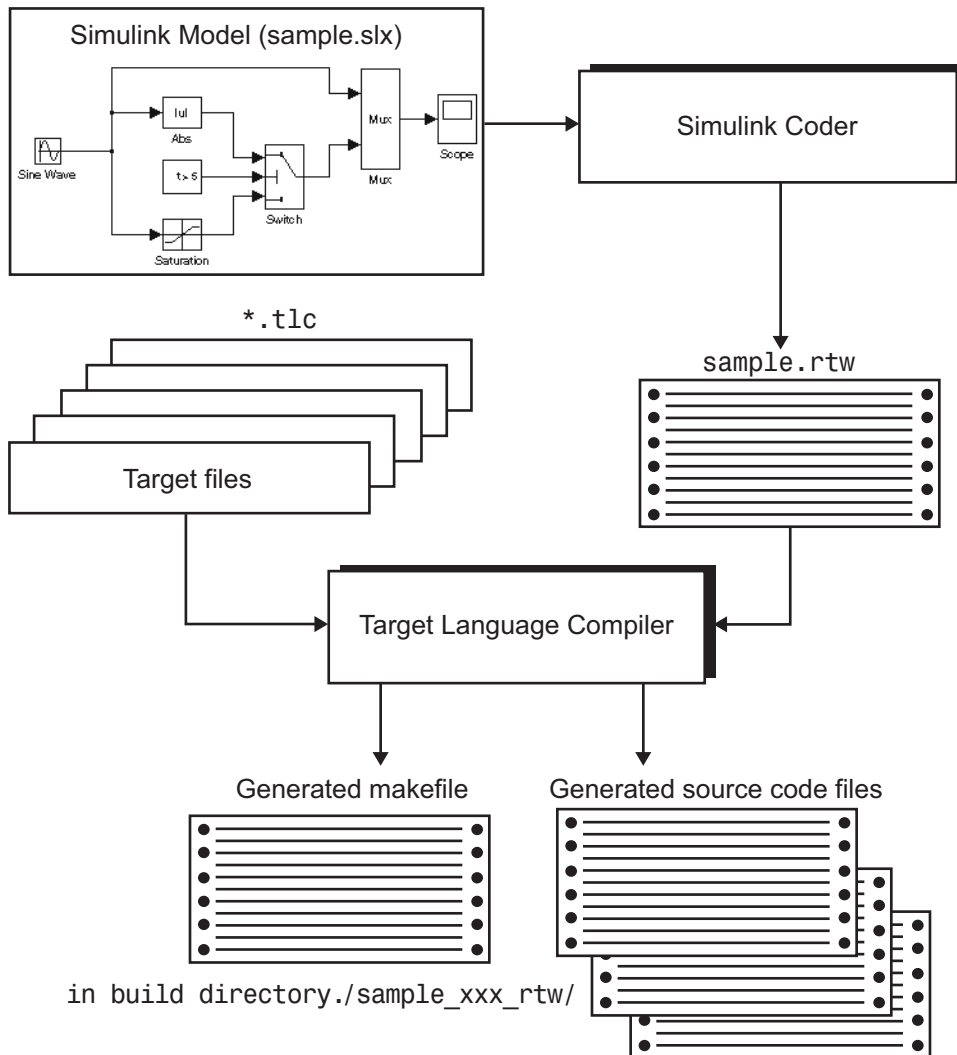 Simulink Model (sample.slx)
Simulink Coder
|u|
Abs
Mux
Mux
Scope
Sine Wave
t > 5
Switch
Saturation
*.tlc
sample.rtw
Target files
Target Language Compiler
Generated makefile
Generated source code files
in build directory./sample_xxx_rtw/